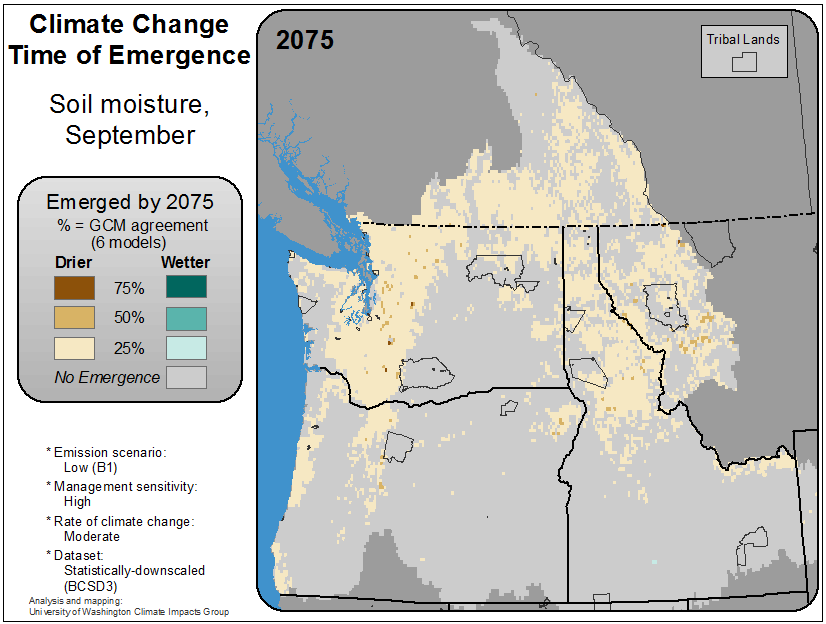 Climate Change
Time of Emergence
Soil moisture,
September
Emerged by 2075
% = GCM agreement
(6 models)
Drier Wetter
75%
50%
25%
No Emergence
* Emission scenario:
Low (B1)
* Management sensitivity:
High
* Rate of climate change:
Moderate
* Dataset:
Statistically-downscaled
(BCSD3)
Analysis and mapping:
University of Washington Climate Impacts Group
2075
Tribal Lands